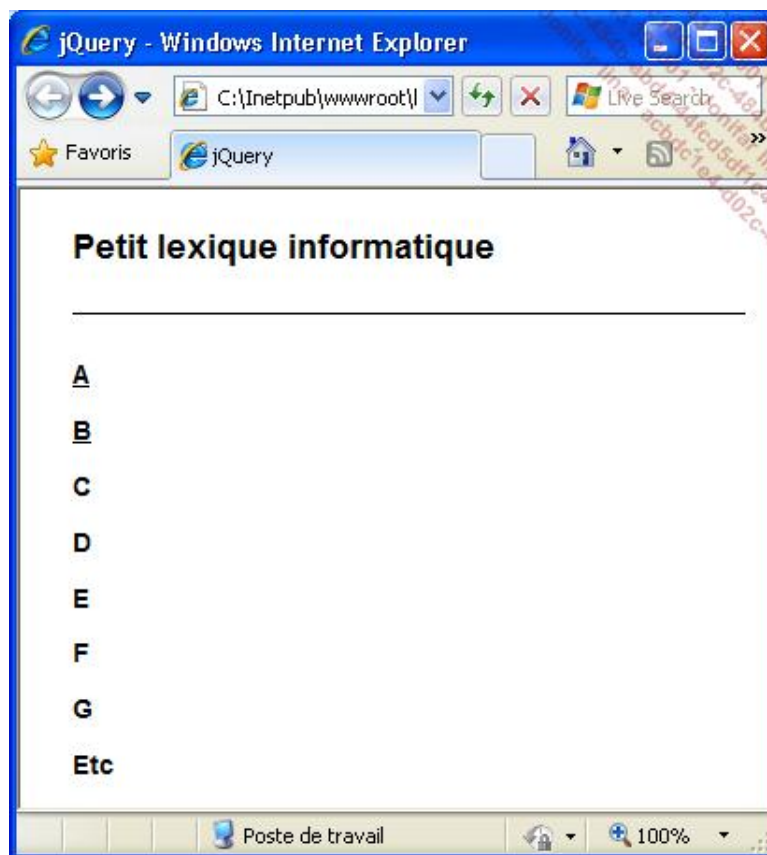 jQuery - Windows Internet Explorer
C:\Inetpub\wwwroot\l
Live Search
Favoris
jQuery
»
Petit lexique informatique
A
B
C
D
E
F
G
Etc
Poste de travail
100%